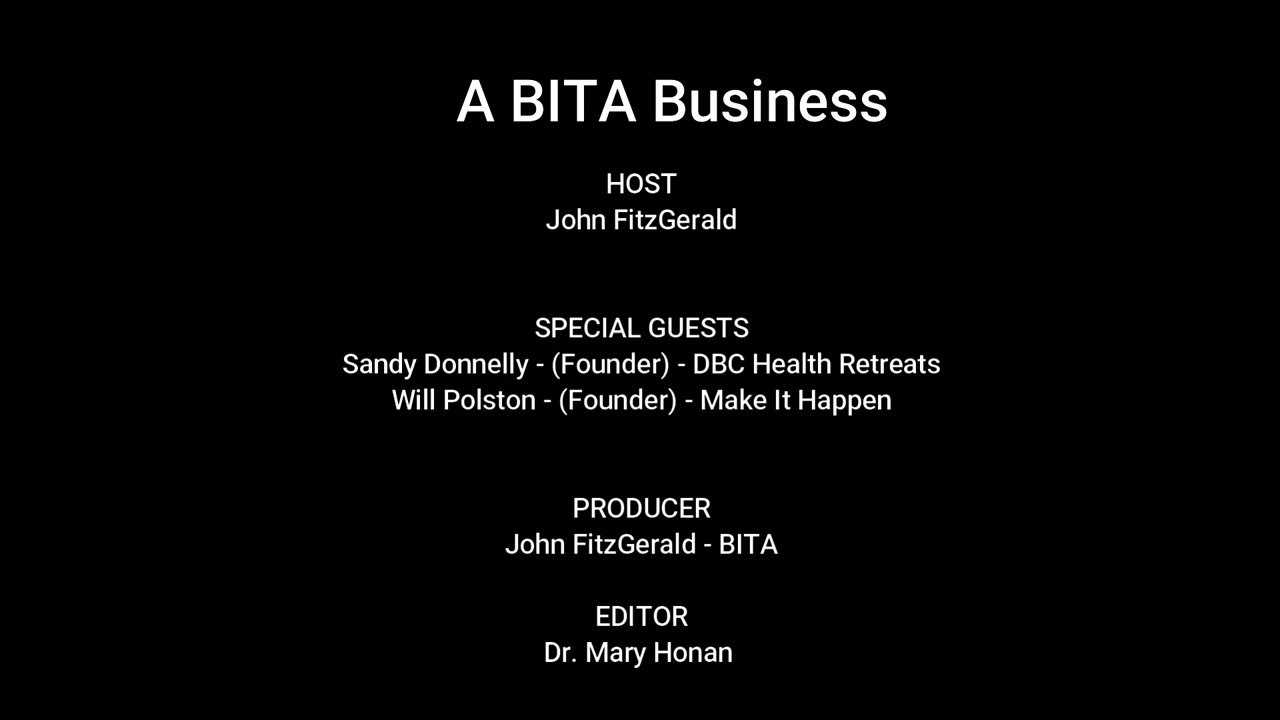 A BITA Business
HOST
John FitzGerald
SPECIAL GUESTS
Sandy Donnelly - (Founder) - DBC Health Retreats
Will Polston - (Founder) - Make It Happen
PRODUCER
John FitzGerald - BITA
EDITOR
Dr. Mary Honan